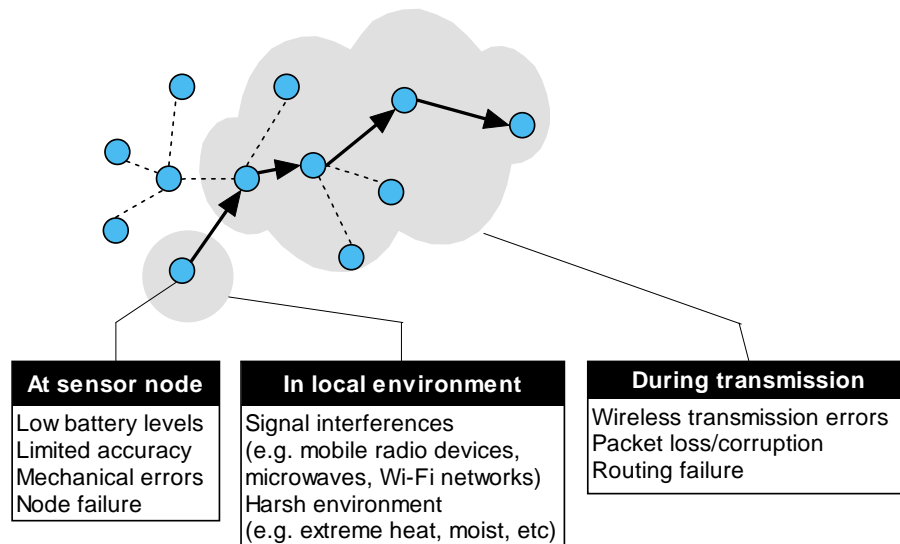 At sensor node
Low battery levels
Limited accuracy
Mechanical errors
Node failure
In local environment
Signal interferences
(e.g. mobile radio devices,
microwaves, Wi-Fi networks)
Harsh environment
(e.g. extreme heat, moist, etc)
During transmission
Wireless transmission errors
Packet loss/corruption
Routing failure